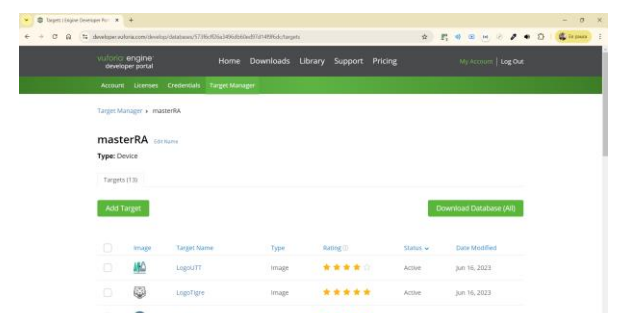 Targets | Engine Developer Por
developer.vuforia.com/develop/databases/
vuforia engine
developer portal
Home Downloads Library Support Pricing
My Account | Log Out
Account Licenses Credentials Target Manager
Target Manager > masterRA
masterRA Edit Name
Type: Device
Targets (13)
Add Target
Download Database (All)
Image Target Name Type Rating Status Date Modified
LogoUTT Image Active Jun 16, 2023
LogoTigre Image Active Jun 16, 2023